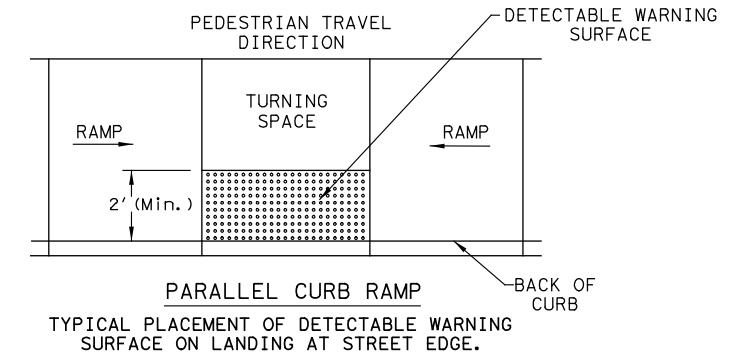 PEDESTRIAN TRAVEL
DIRECTION
DETECTABLE WARNING
SURFACE
TURNING
SPACE
RAMP
RAMP
2' (Min.)
BACK OF
CURB
PARALLEL CURB RAMP
TYPICAL PLACEMENT OF DETECTABLE WARNING
SURFACE ON LANDING AT STREET EDGE.